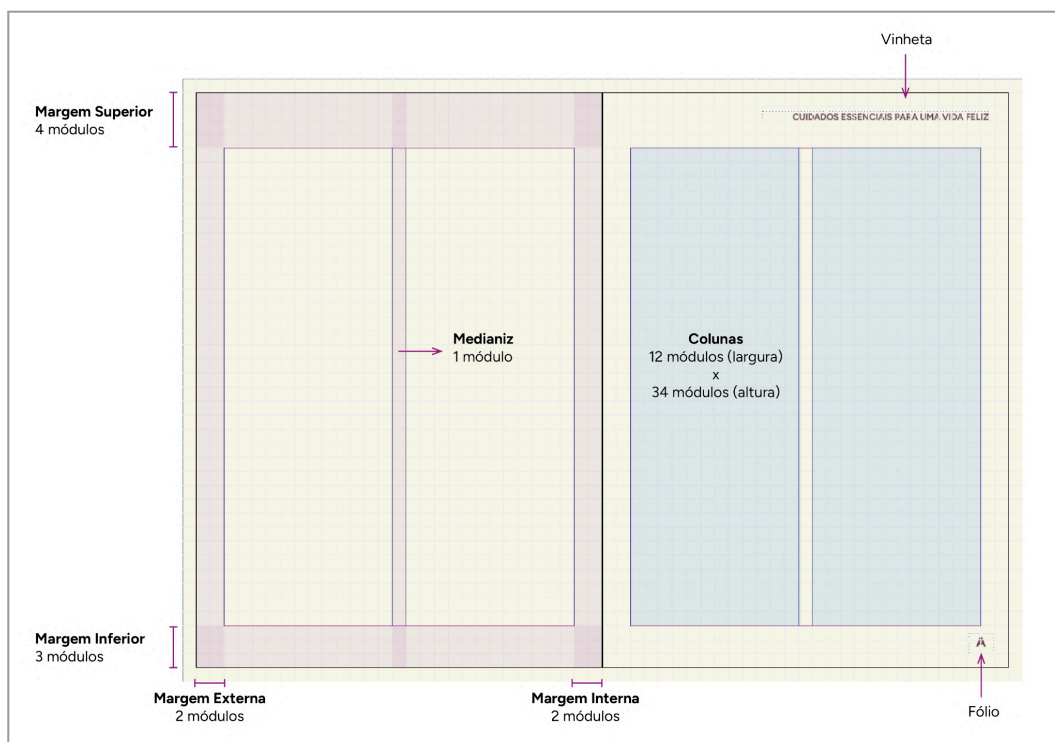 Vinheta
Margem Superior
4 módulos
CUIDADOS ESSENCIAIS PARA UMA VIDA FELIZ
Medianiz
1 módulo
Colunas
12 módulos (largura)
x
34 módulos (altura)
Margem Inferior
3 módulos
A
Margem Externa
2 módulos
Margem Interna
2 módulos
Fólio